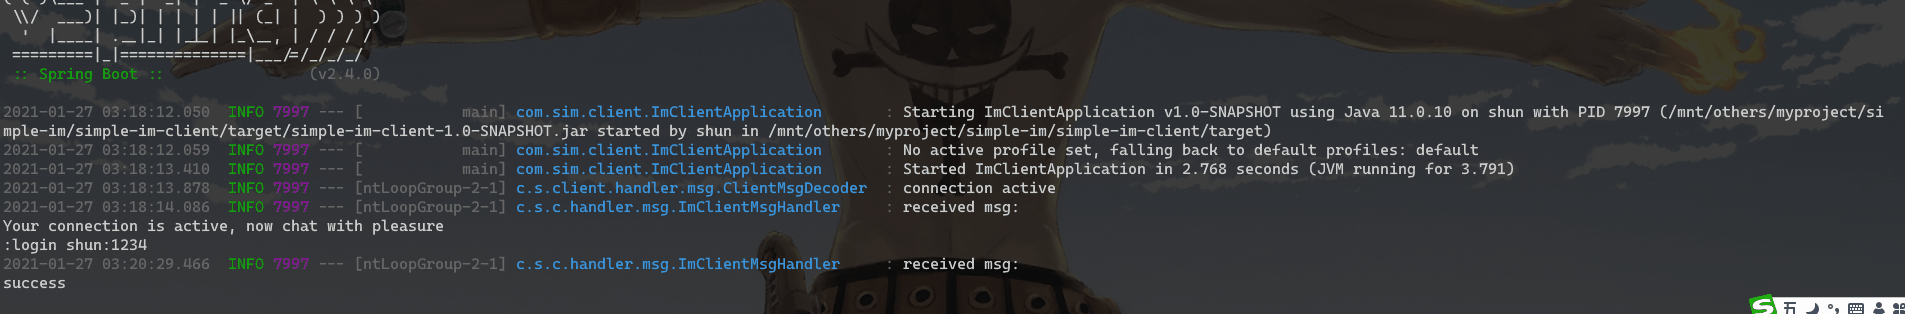 :: Spring Boot ::                (v2.4.0)
2021-01-27 03:18:12.050  INFO 7997 --- [           main] com.sim.client.ImClientApplication       : Starting ImClientApplication v1.0-SNAPSHOT using Java 11.0.10 on shun with PID 7997 (/mnt/others/myproject/si
mple-im/simple-im-client/target/simple-im-client-1.0-SNAPSHOT.jar started by shun in /mnt/others/myproject/simple-im/simple-im-client/target)
2021-01-27 03:18:12.059  INFO 7997 --- [           main] com.sim.client.ImClientApplication       : No active profile set, falling back to default profiles: default
2021-01-27 03:18:13.410  INFO 7997 --- [           main] com.sim.client.ImClientApplication       : Started ImClientApplication in 2.768 seconds (JVM running for 3.791)
2021-01-27 03:18:13.878  INFO 7997 --- [ntLoopGroup-2-1] c.s.client.handler.msg.ClientMsgDecoder  : connection active
2021-01-27 03:18:14.086  INFO 7997 --- [ntLoopGroup-2-1] c.s.c.handler.msg.ImClientMsgHandler     : received msg:
Your connection is active, now chat with pleasure
:login shun:1234
2021-01-27 03:20:29.466  INFO 7997 --- [ntLoopGroup-2-1] c.s.c.handler.msg.ImClientMsgHandler     : received msg:
success
S 五